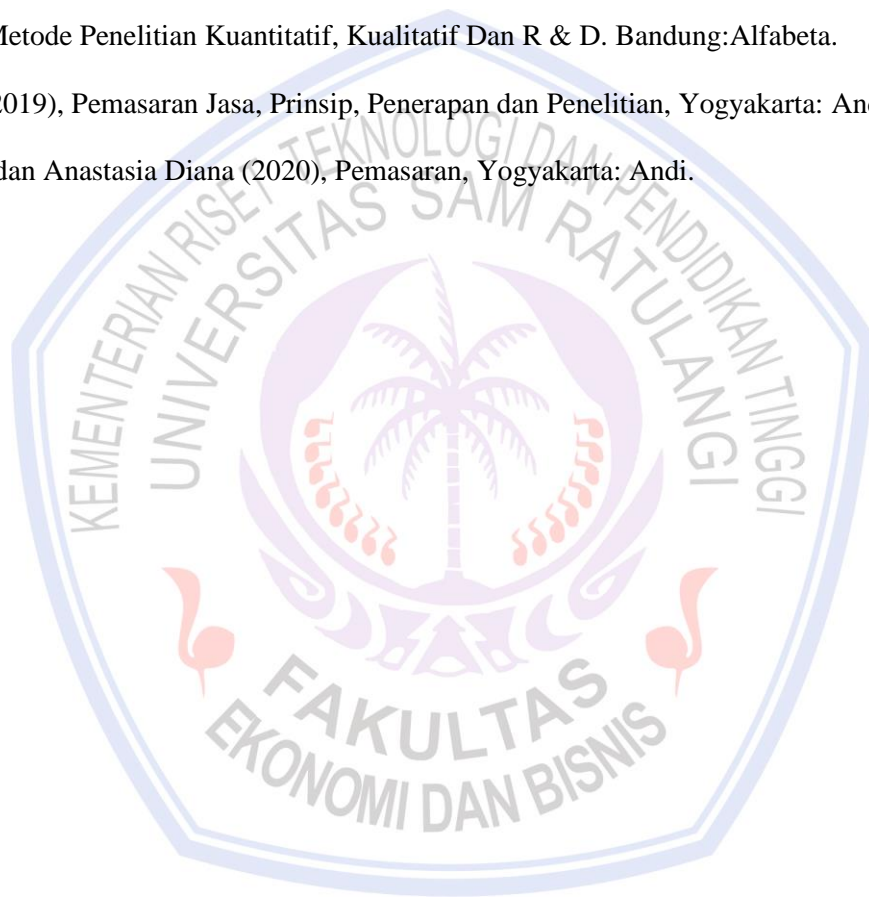 Metode Penelitian Kuantitatif, Kualitatif Dan R & D. Bandung:Alfabeta.
2019), Pemasaran Jasa, Prinsip, Penerapan dan Penelitian, Yogyakarta:
dan Anastasia Diana (2020), Pemasaran, Yogyakarta: Andi.
KEMENTERIAN RISET TEKNOLOGI DAN PENDIDIKAN TINGGI
UNIVERSITAS SAM RATULANGI
FAKULTAS
EKONOMI DAN BISNIS